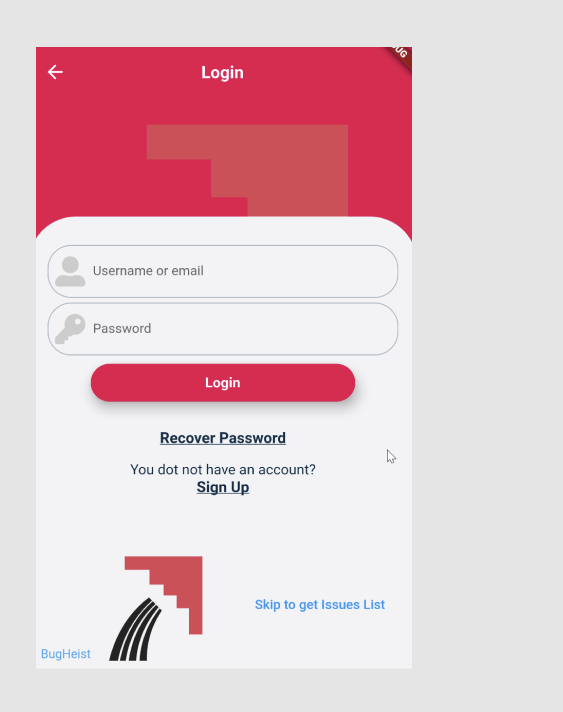 Login
Username or email
Password
Login
Recover Password
You dot not have an account?
Sign Up
Skip to get Issues List
BugHeist